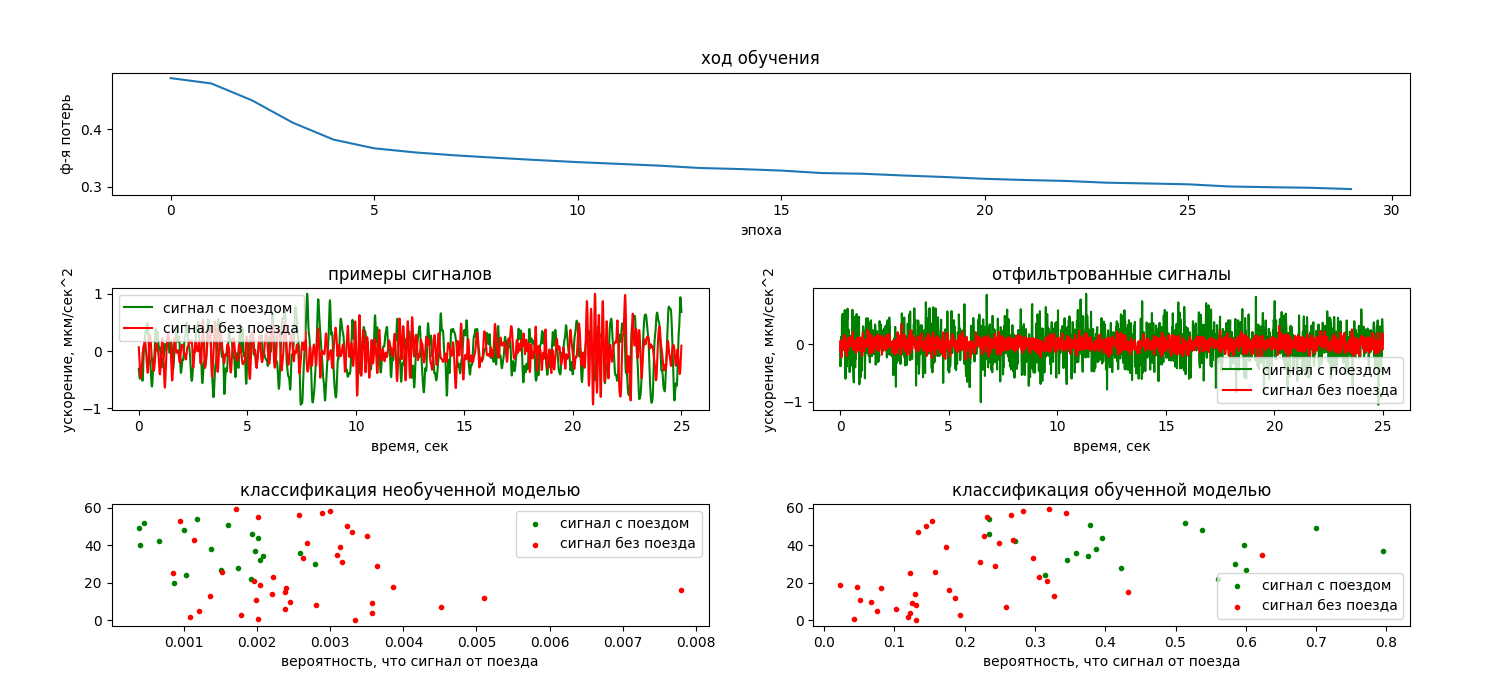 ход обучения
ф-я потерь
0.4
0.3
0 5 10 15 20 25 30
эпоха
примеры сигналов
ускорение, мкм/сек^2
1
0
−1
сигнал с поездом
сигнал без поезда
0 5 10 15 20 25
время, сек
отфильтрованные сигналы
ускорение, мкм/сек^2
0
−1
сигнал с поездом
сигнал без поезда
0 5 10 15 20 25
время, сек
классификация необученной моделью
60
40
20
0
сигнал с поездом
сигнал без поезда
0.001 0.002 0.003 0.004 0.005 0.006 0.007 0.008
вероятность, что сигнал от поезда
классификация обученной моделью
60
40
20
0
сигнал с поездом
сигнал без поезда
0.0 0.1 0.2 0.3 0.4 0.5 0.6 0.7 0.8
вероятность, что сигнал от поезда